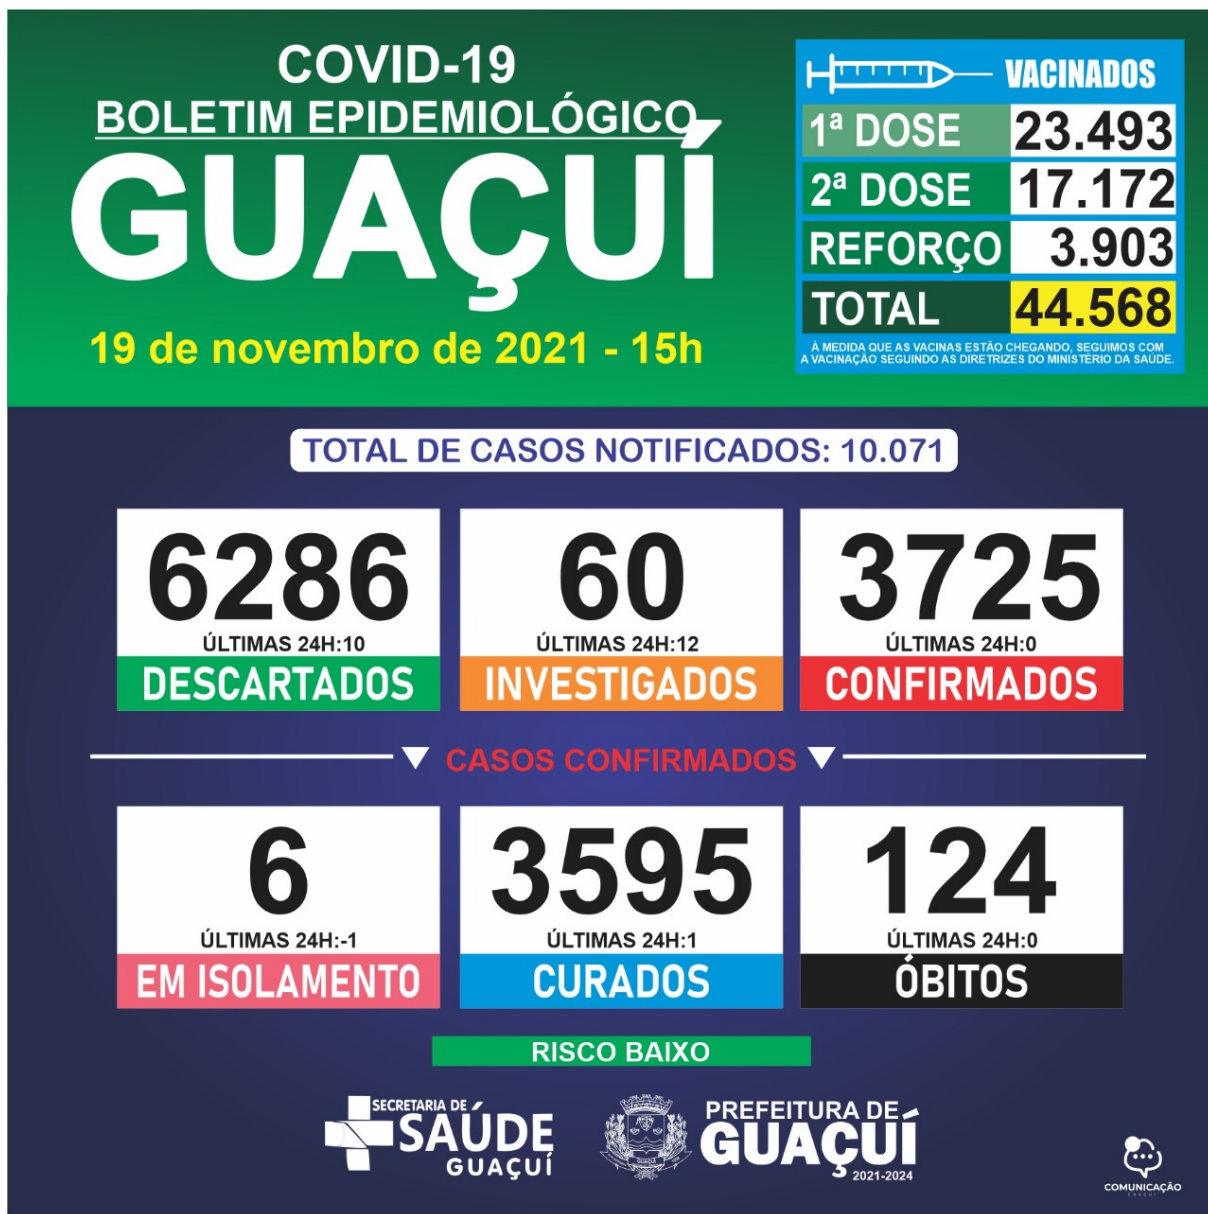 COVID-19
BOLETIM EPIDEMIOLÓGICO
GUAÇUÍ
19 de novembro de 2021 - 15h
VACINADOS
1ª DOSE 23.493
2ª DOSE 17.172
REFORÇO 3.903
TOTAL 44.568
À MEDIDA QUE AS VACINAS ESTÃO CHEGANDO, SEGUIMOS COM
A VACINAÇÃO SEGUINDO AS DIRETRIZES DO MINISTÉRIO DA SAÚDE.
TOTAL DE CASOS NOTIFICADOS: 10.071
6286
ÚLTIMAS 24H:10
DESCARTADOS
60
ÚLTIMAS 24H:12
INVESTIGADOS
3725
ÚLTIMAS 24H:0
CONFIRMADOS
CASOS CONFIRMADOS
6
ÚLTIMAS 24H:-1
EM ISOLAMENTO
3595
ÚLTIMAS 24H:1
CURADOS
124
ÚLTIMAS 24H:0
ÓBITOS
RISCO BAIXO
SECRETARIA DE
SAÚDE
GUAÇUÍ
GUAÇUÍ
PREFEITURA DE
GUAÇUÍ
2021-2024
COMUNICAÇÃO
GUAÇUÍ